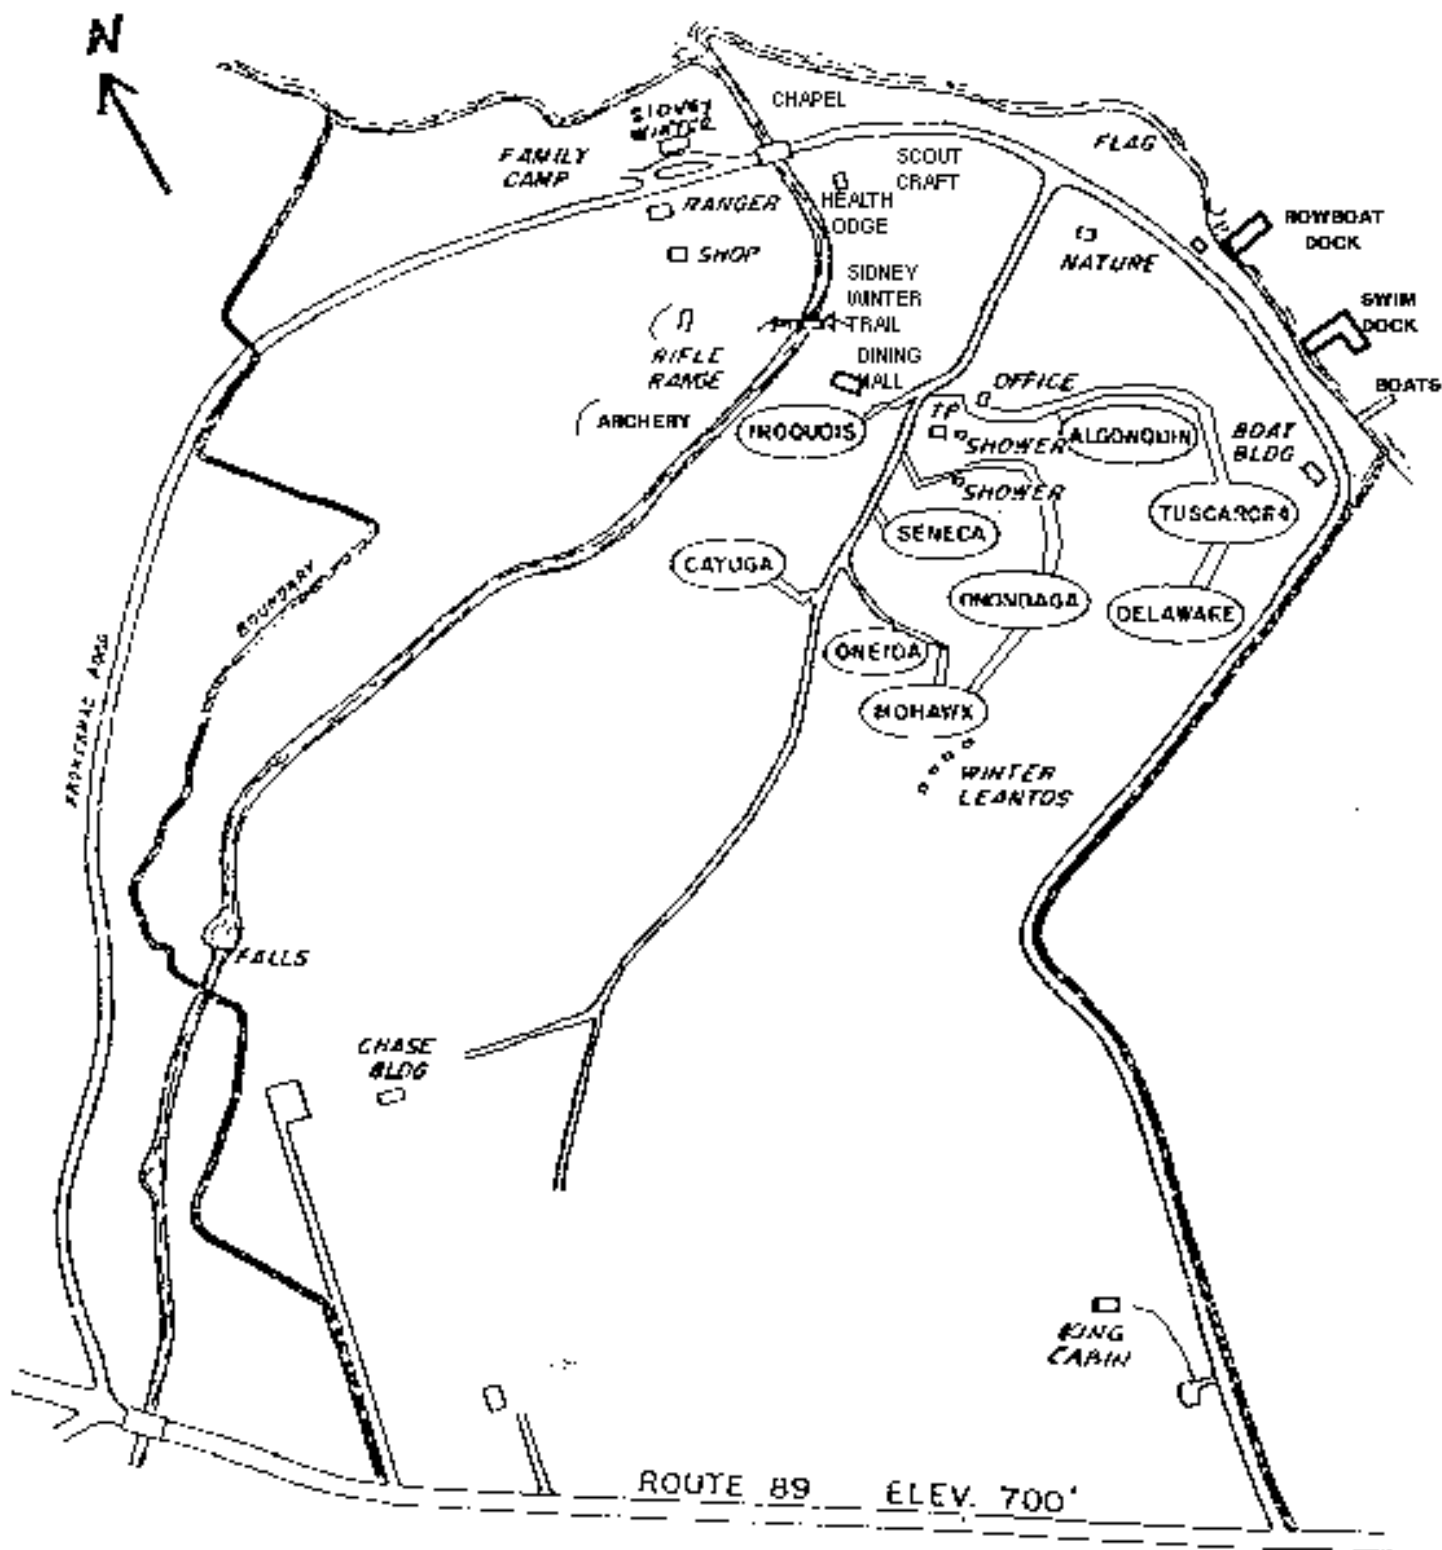 N
CHAPEL
SIDNEY
WINTER
FLAG
FAMILY
CAMP
SCOUT
CRAFT
RANGER
HEALTH
ODGE
ROWBOAT
DOCK
SHOP
NATURE
SIDNEY
WINTER
TRAIL
SWIM
DOCK
RIFLE
RANGE
DINING
HALL
OFFICE
BOATS
ARCHERY
TP
IROQUOIS
SHOWER
ALGONQUIN
BOAT
BLDG
SHOWER
TUSCARORA
SENECA
CAYUGA
BOUNDARY
ONONDAGA
DELAWARE
ONEIDA
ROAD
MOHAWK
WINTER
LEANTOS
FALLS
CHASE
BLDG
KING
CABIN
ROUTE 89 ELEV. 700'